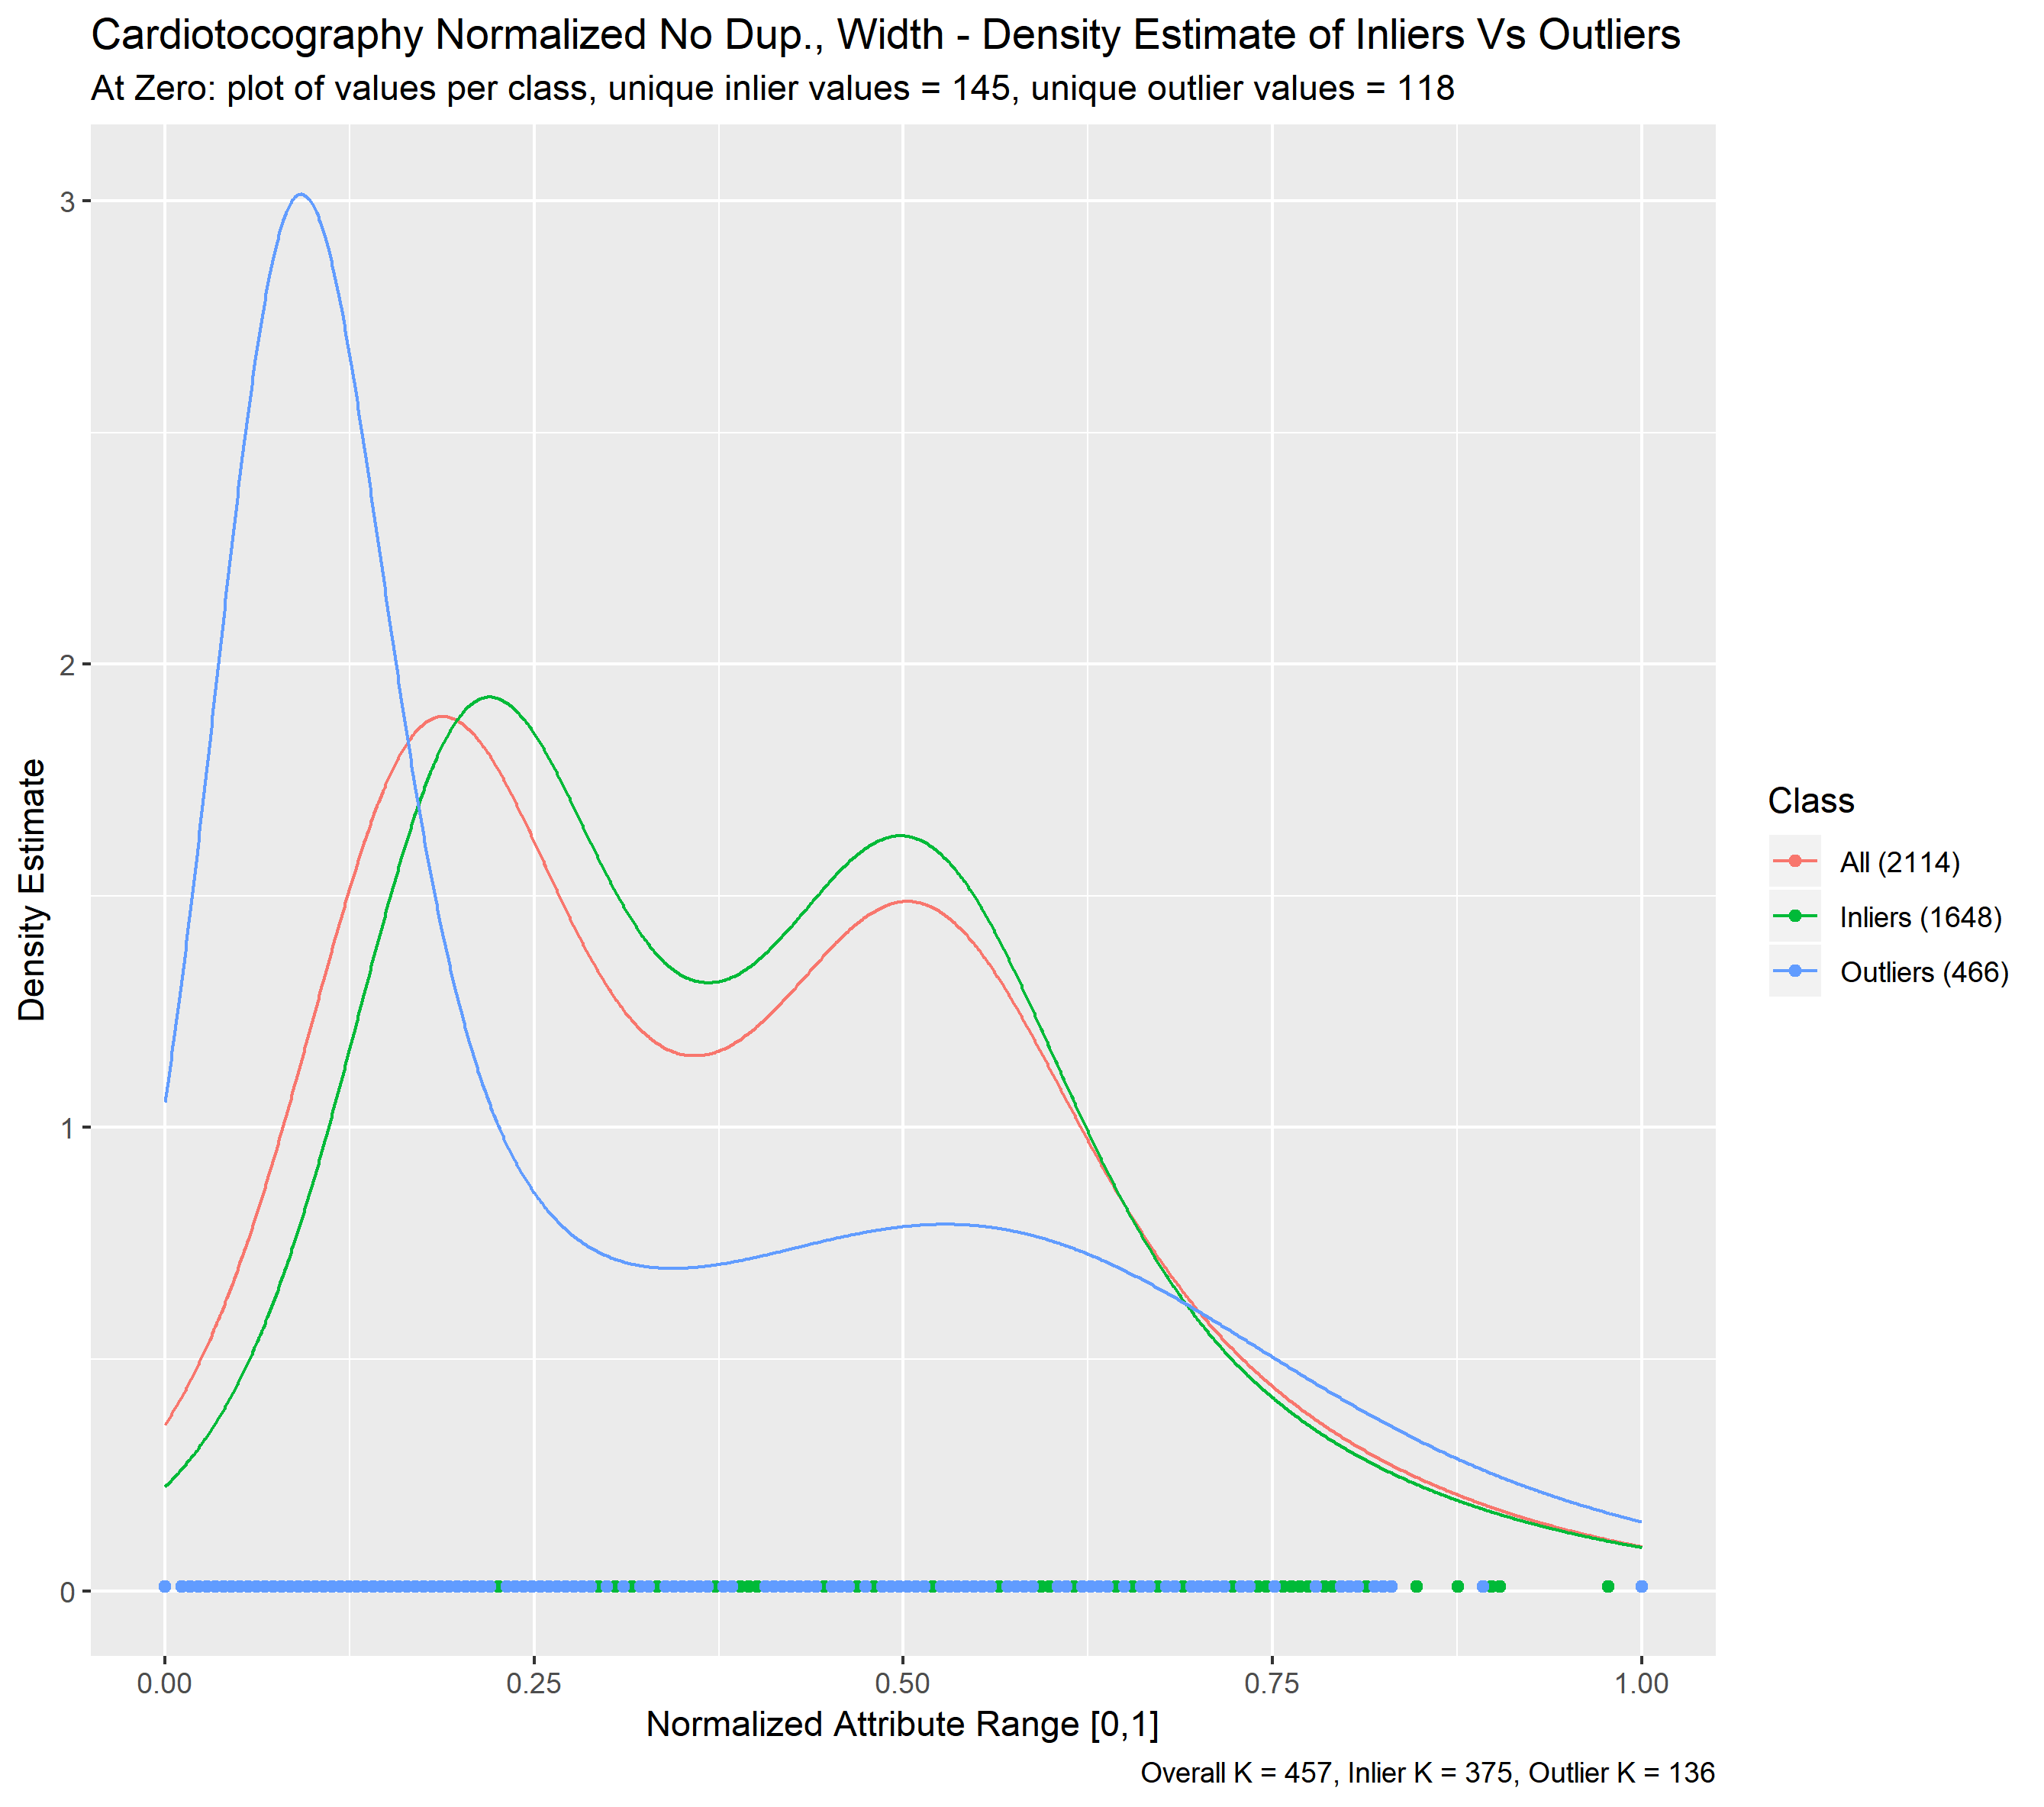 Cardiotocography Normalized No Dup., Width - Density Estimate of Inliers Vs Outliers
At Zero: plot of values per class, unique inlier values = 145, unique outlier values = 118
3
2
1
0
Density Estimate
0.00
0.25
0.50
0.75
1.00
Normalized Attribute Range [0,1]
Overall K = 457, Inlier K = 375, Outlier K = 136
Class
All (2114)
Inliers (1648)
Outliers (466)